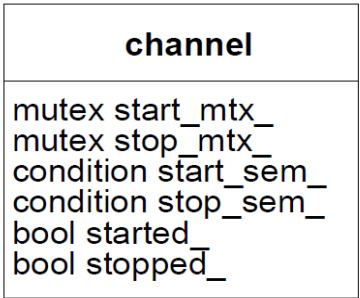 channel
mutex start_mtx_
mutex stop_mtx_
condition start_sem_
condition stop_sem_
bool started_
bool stopped_